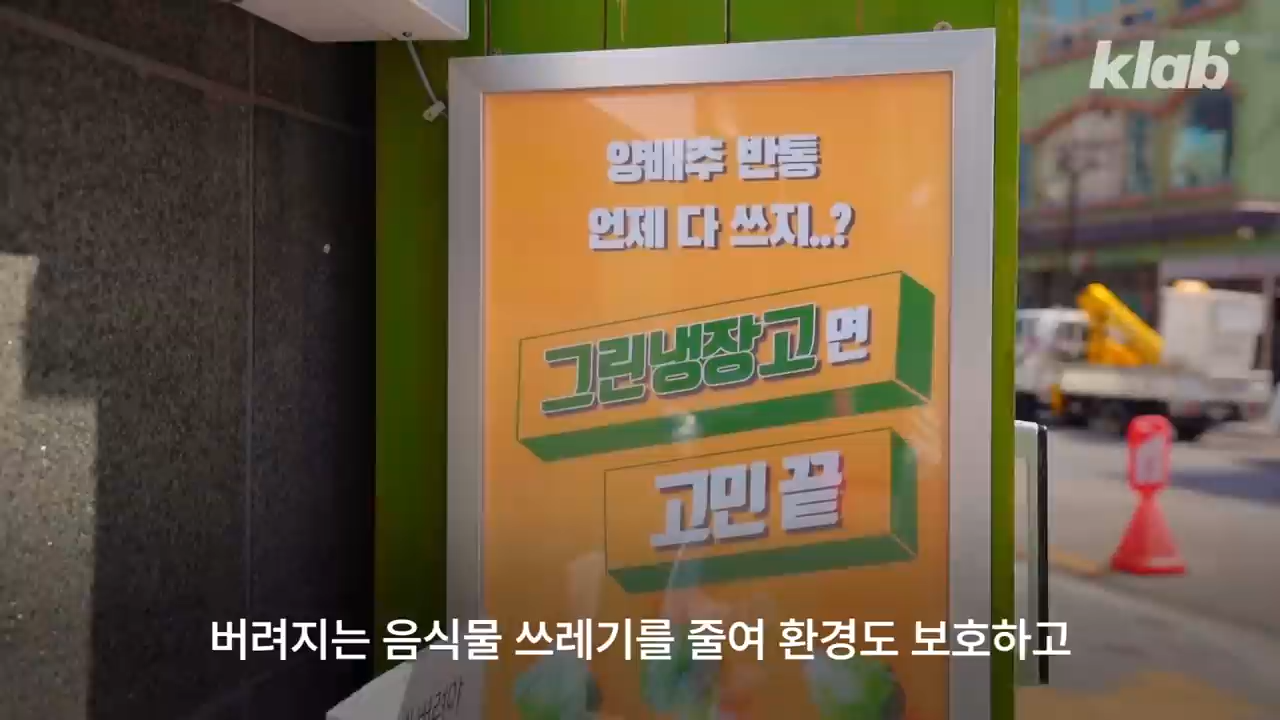 klab
양배추 반통
언제 다 쓰지..?
그린냉장고면
고민 끝
버려지는 음식물 쓰레기를 줄여 환경도 보호하고